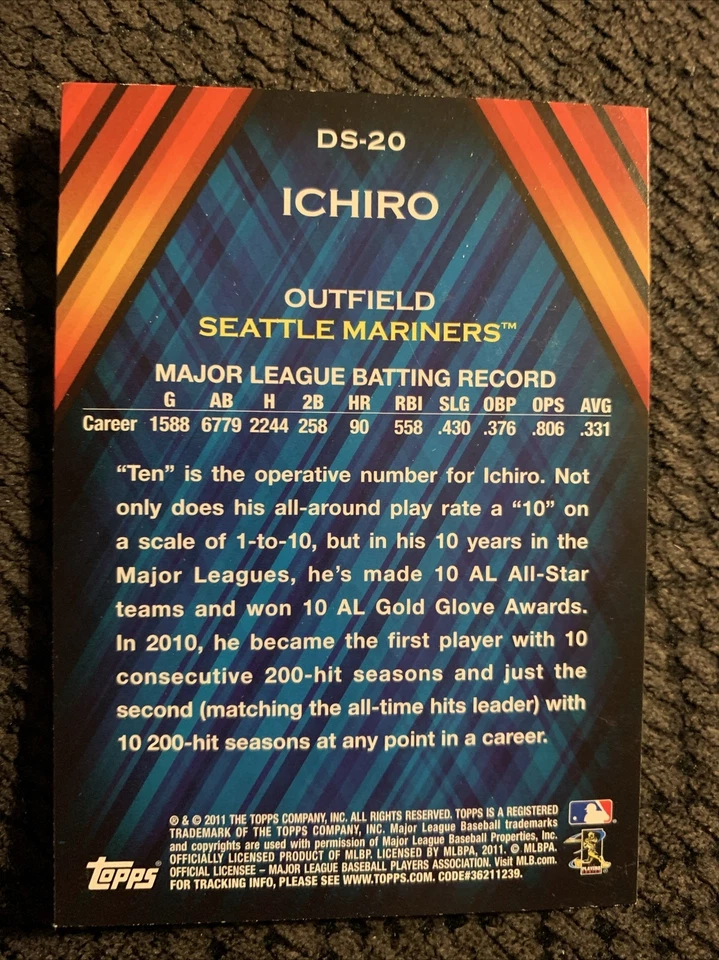 DS-20
ICHIRO
OUTFIELD
SEATTLE MARINERS™
MAJOR LEAGUE BATTING RECORD
G AB H 2B HR RBI SLG OBP OPS AVG
Career 1588 6779 2244 258 90 558 .430 .376 .806 .331
“Ten” is the operative number for Ichiro. Not
only does his all-around play rate a “10” on
a scale of 1-to-10, but in his 10 years in the
Major Leagues, he’s made 10 AL All-Star
teams and won 10 AL Gold Glove Awards.
In 2010, he became the first player with 10
consecutive 200-hit seasons and just the
second (matching the all-time hits leader) with
10 200-hit seasons at any point in a career.
® & © 2011 THE TOPPS COMPANY, INC. ALL RIGHTS RESERVED. TOPPS IS A REGISTERED
TRADEMARK OF THE TOPPS COMPANY, INC. Major League Baseball trademarks
and copyrights are used with permission of Major League Baseball Properties, Inc.
OFFICIALLY LICENSED PRODUCT OF MLBP. LICENSED BY MLBPA, 2011. © MLBPA.
OFFICIAL LICENSEE – MAJOR LEAGUE BASEBALL PLAYERS ASSOCIATION. Visit MLB.com.
FOR TRACKING INFO, PLEASE SEE WWW.TOPPS.COM. CODE#36211239.
TOPPS®